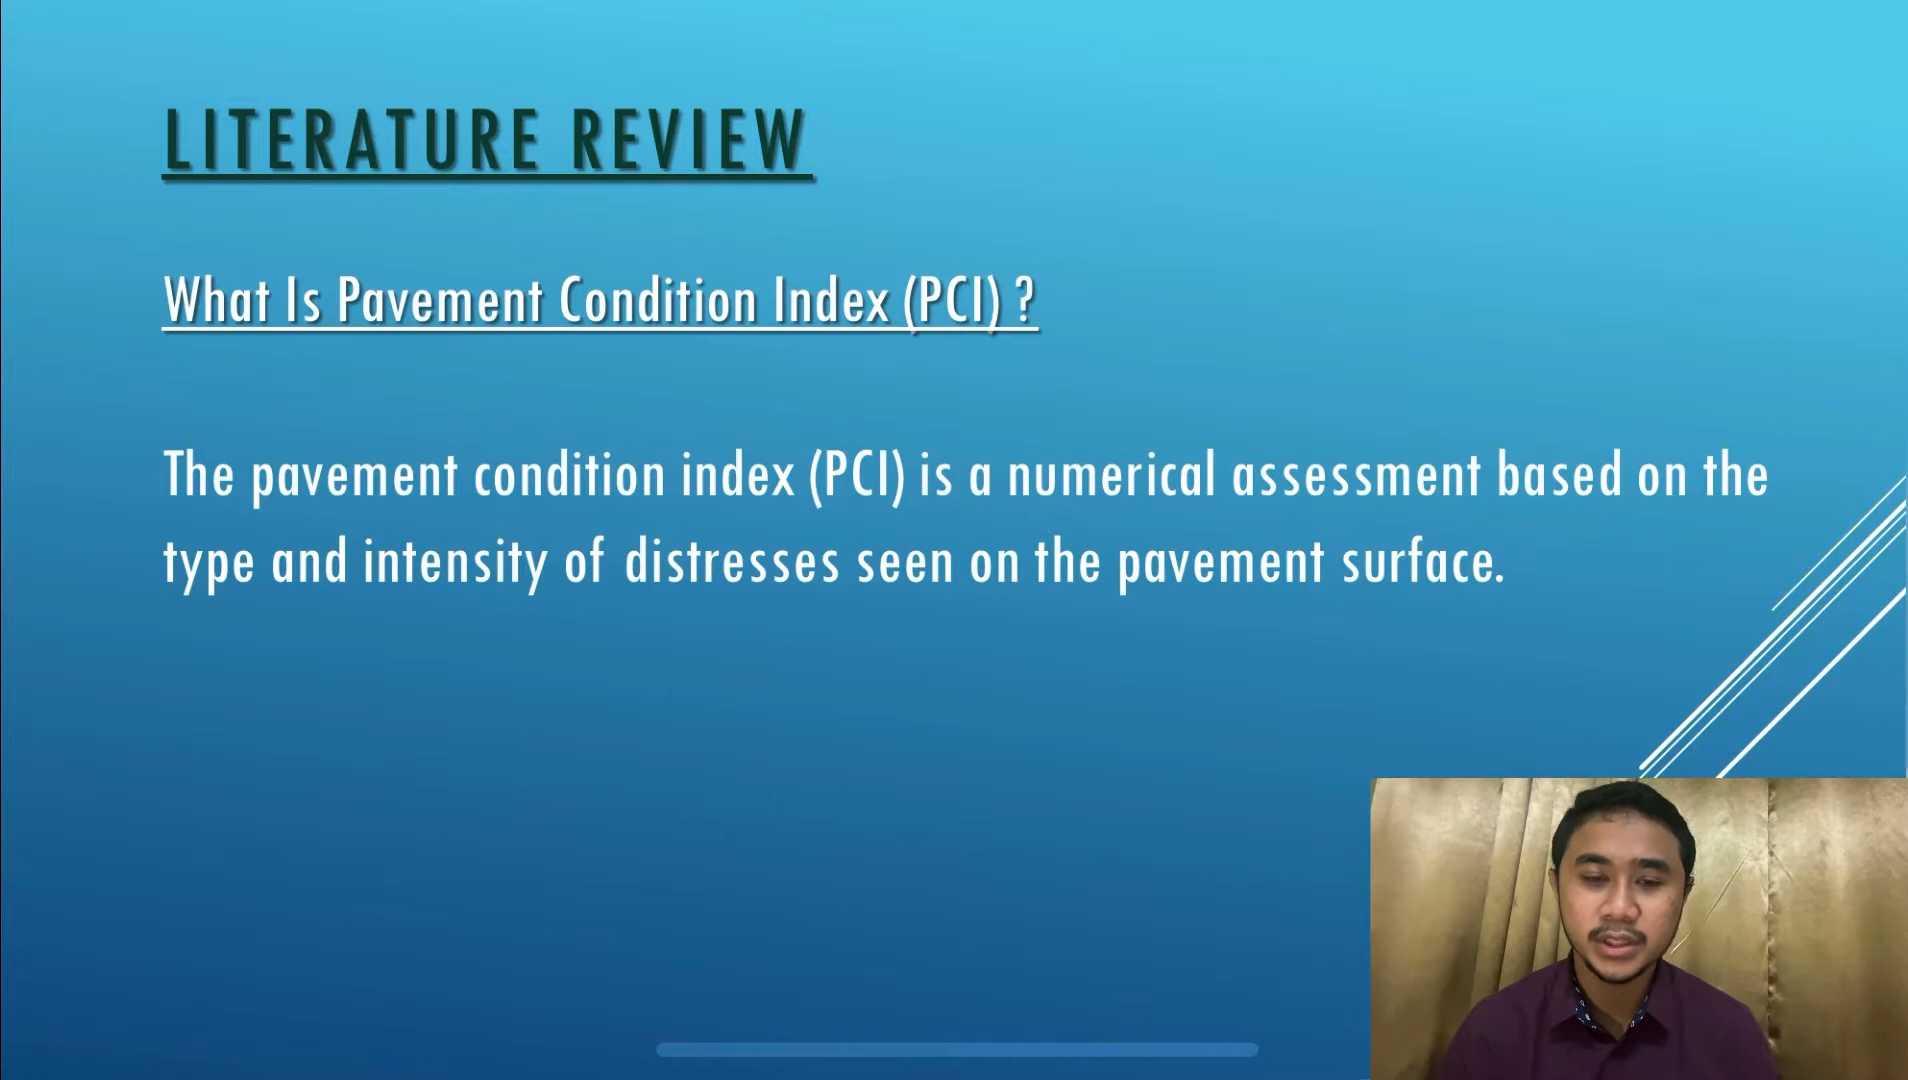 LITERATURE REVIEW
What Is Pavement Condition Index (PCI) ?
The pavement condition index (PCI) is a numerical assessment based on the
type and intensity of distresses seen on the pavement surface.